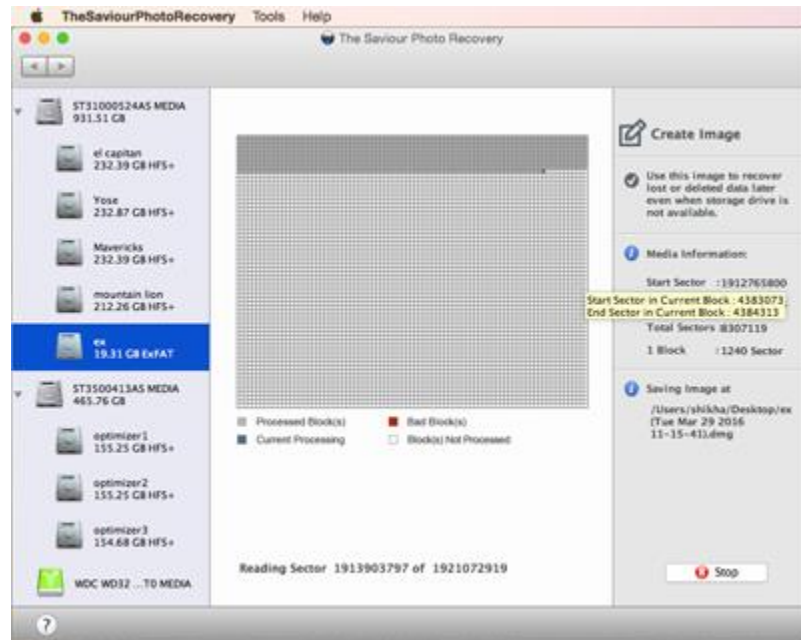 TheSaviourPhotoRecovery Tools Help
The Saviour Photo Recovery
ST31000524AS MEDIA
931.51 GB
el capitan
232.39 GB HFS+
Yose
232.87 GB HFS+
Mavericks
232.39 GB HFS+
mountain lion
212.26 GB HFS+
ex
19.31 GB ExFAT
ST3500413AS MEDIA
465.76 GB
optimizer1
155.25 GB HFS+
optimizer2
155.25 GB HFS+
optimizer3
154.68 GB HFS+
WDC WD32 ...T0 MEDIA
Processed Block(s)
Bad Block(s)
Current Processing
Block(s) Not Processed
Reading Sector 1913903797 of 1921072919
Create Image
Use this image to recover
lost or deleted data later
even when storage drive is
not available.
Media Information:
Start Sector :1912765800
Start Sector in Current Block : 4383073,
End Sector in Current Block : 4384313
Total Sectors :8307119
1 Block :1240 Sector
Saving Image at
/Users/shikha/Desktop/ex
(Tue Mar 29 2016
11-15-41).dmg
Stop
?